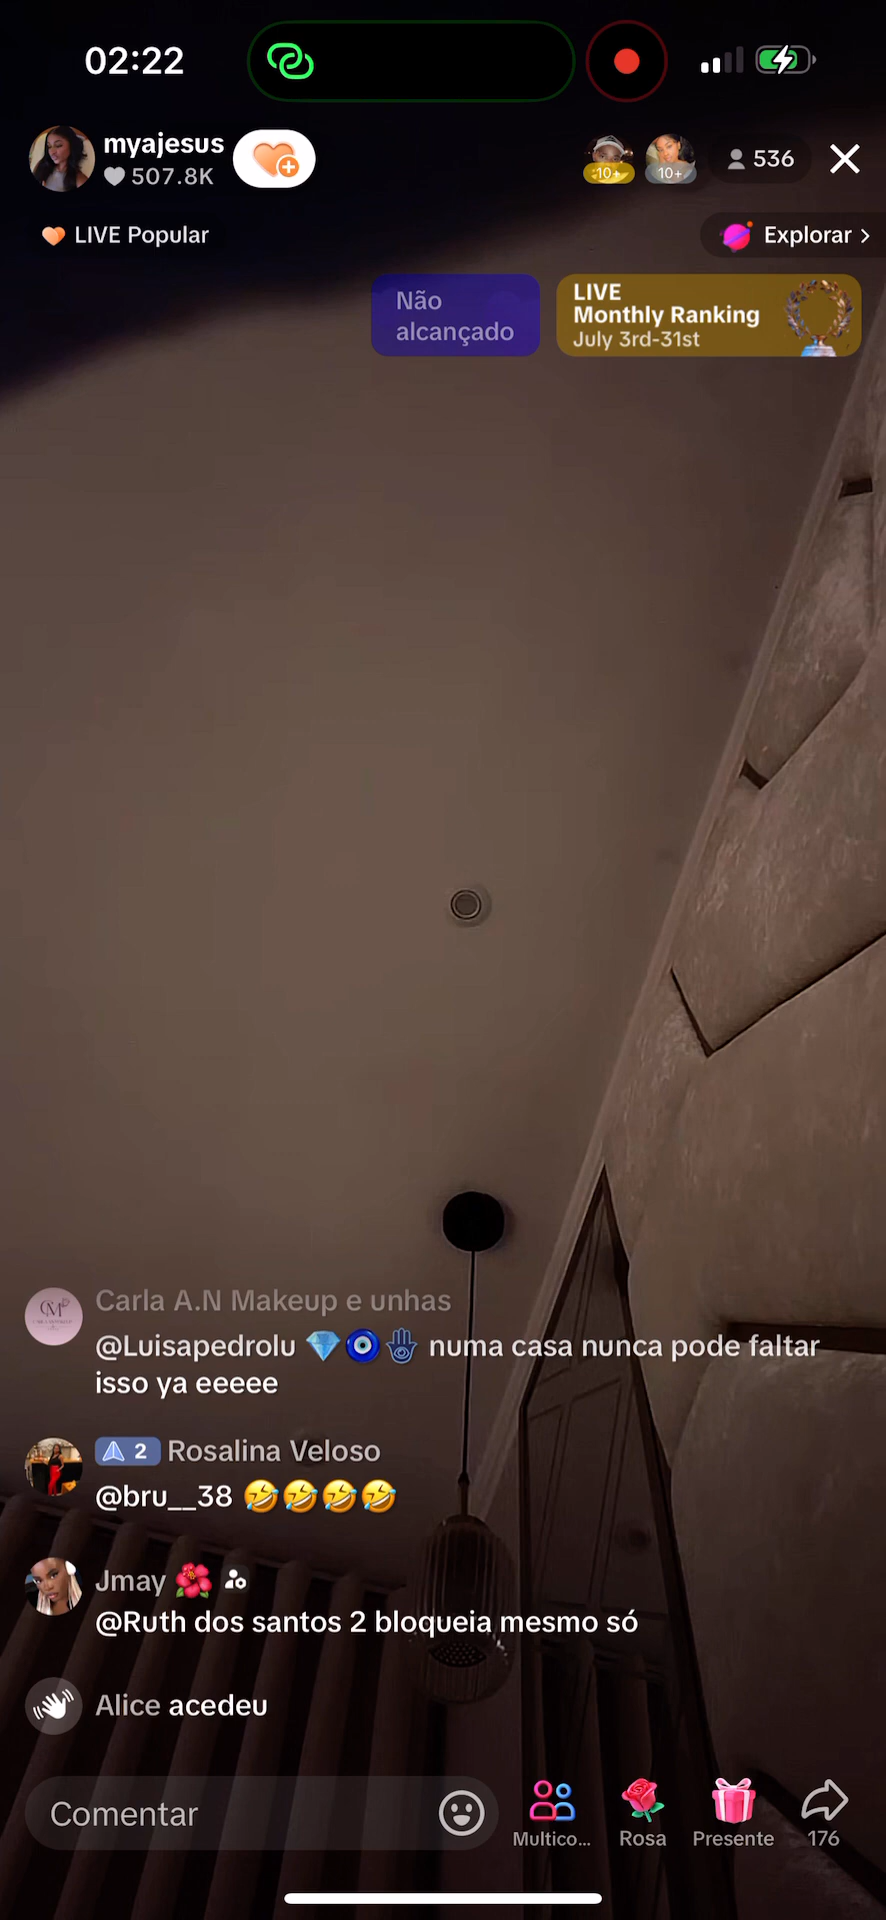 02:22
myajesus
507.8K
10+
10+
536
LIVE Popular
Explorar
Não
alcançado
LIVE
Monthly Ranking
July 3rd-31st
Carla A.N Makeup e unhas
@Luisapedrolu 💎🧿🪬 numa casa nunca pode faltar
isso ya eeeee
2 Rosalina Veloso
@bru__38 🤣🤣🤣🤣
Jmay 🌺
@Ruth dos santos 2 bloqueia mesmo só
Alice acedeu
Comentar
Multico...
Rosa
Presente
176